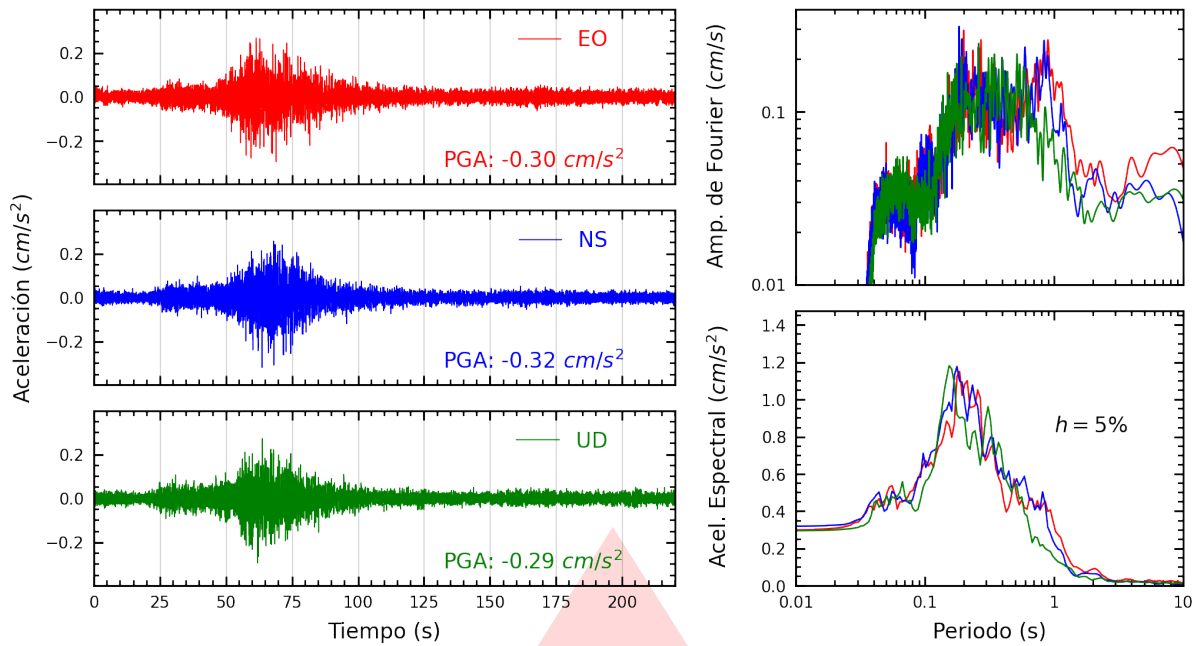 Aceleración (cm/s²)
0.2
0.0
−0.2
EO
PGA: -0.30 cm/s²
0.2
0.0
−0.2
NS
PGA: -0.32 cm/s²
0.2
0.0
−0.2
UD
PGA: -0.29 cm/s²
0 25 50 75 100 125 150 175 200
Tiempo (s)
Amp. de Fourier (cm/s)
0.1
0.01
Acel. Espectral (cm/s²)
1.4
1.2
1.0
0.8
0.6
0.4
0.2
0.0
h = 5%
0.01 0.1 1 10
Periodo (s)